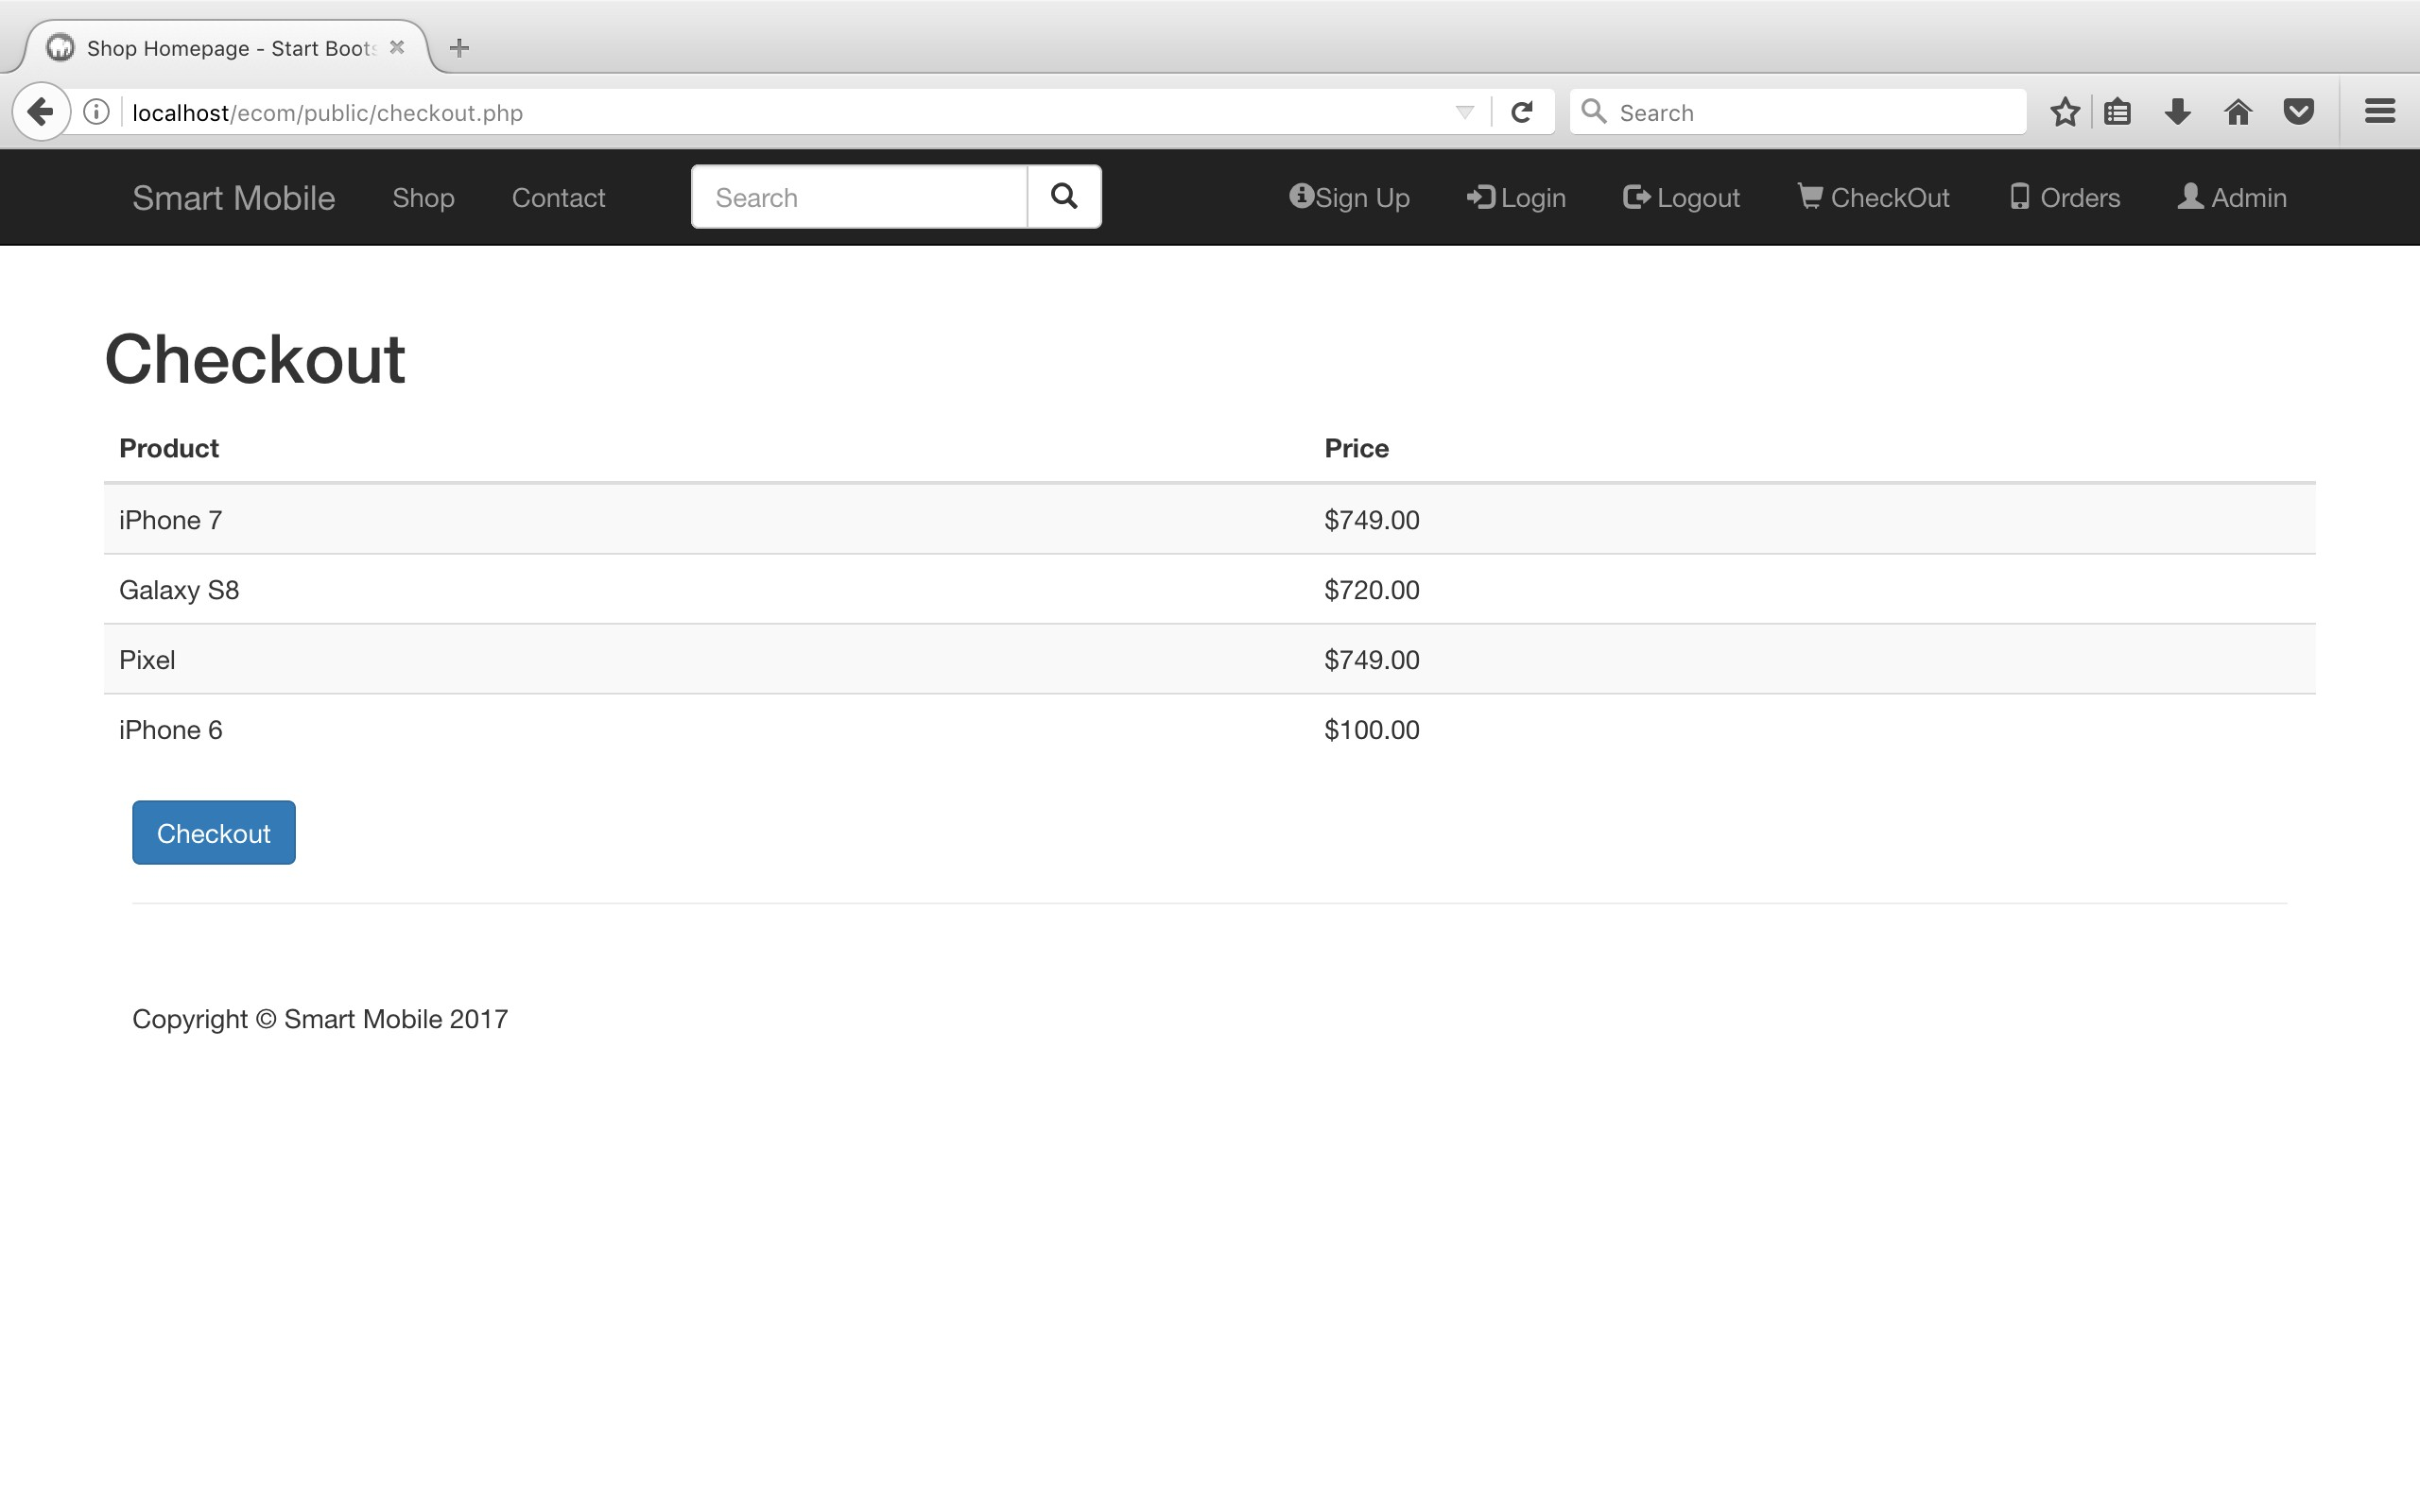 Shop Homepage - Start Boots
localhost/ecom/public/checkout.php
Search
Smart Mobile Shop Contact Search Sign Up Login Logout CheckOut Orders Admin
Checkout
Product Price
iPhone 7 $749.00
Galaxy S8 $720.00
Pixel $749.00
iPhone 6 $100.00
Checkout
Copyright © Smart Mobile 2017